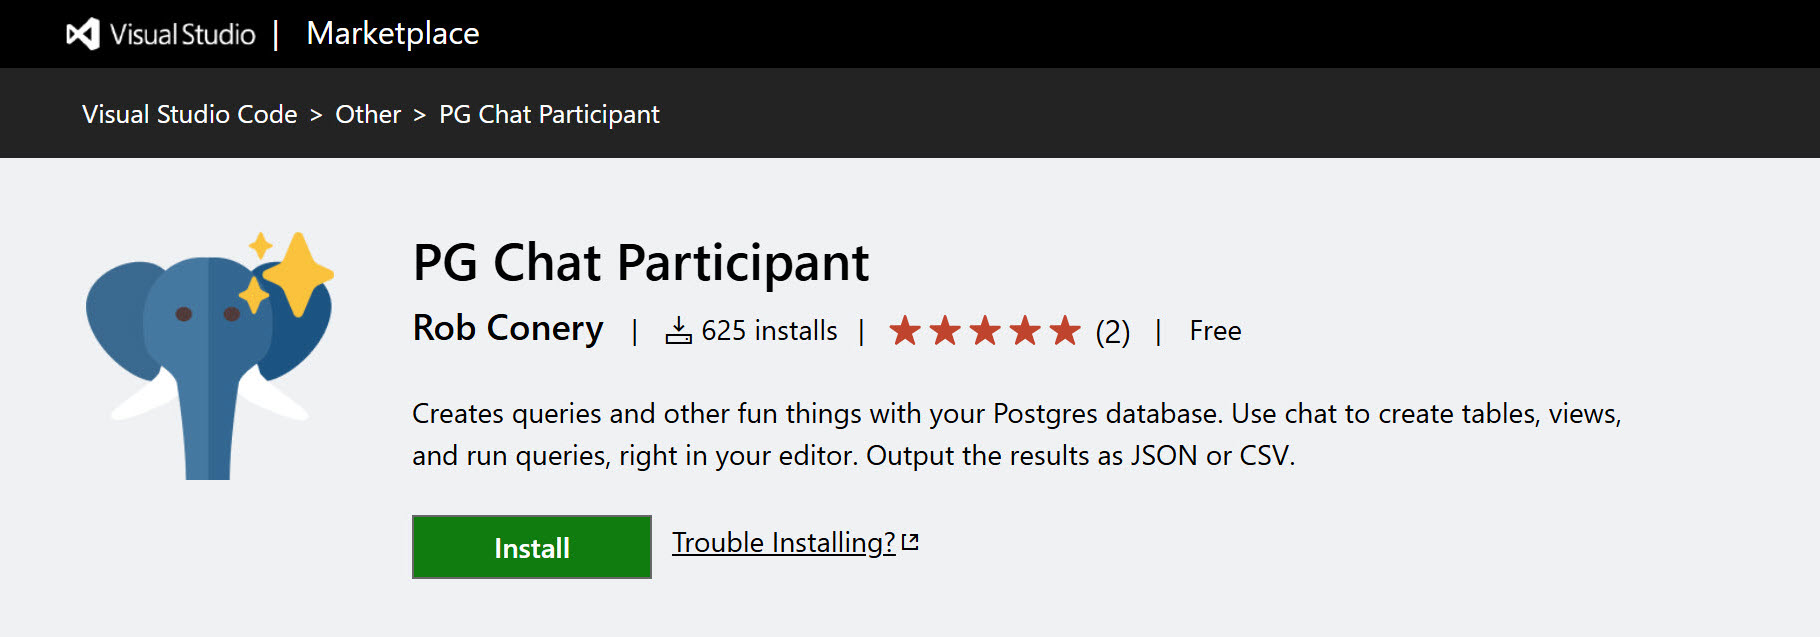 Visual Studio | Marketplace
Visual Studio Code > Other > PG Chat Participant
PG Chat Participant
Rob Conery | 625 installs | (2) | Free
Creates queries and other fun things with your Postgres database. Use chat to create tables, views,
and run queries, right in your editor. Output the results as JSON or CSV.
Install Trouble Installing?